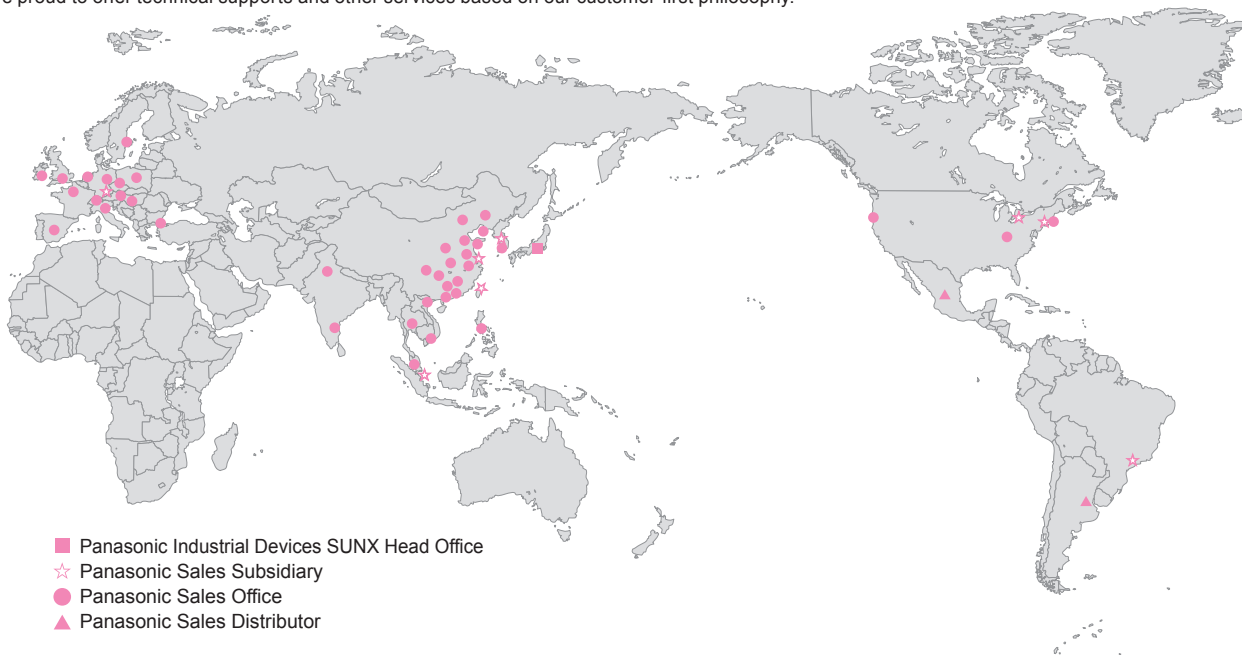 proud to offer technical supports and other services based on our customer-first philosophy.
Panasonic Industrial Devices SUNX Head Office
Panasonic Sales Subsidiary
Panasonic Sales Office
Panasonic Sales Distributor